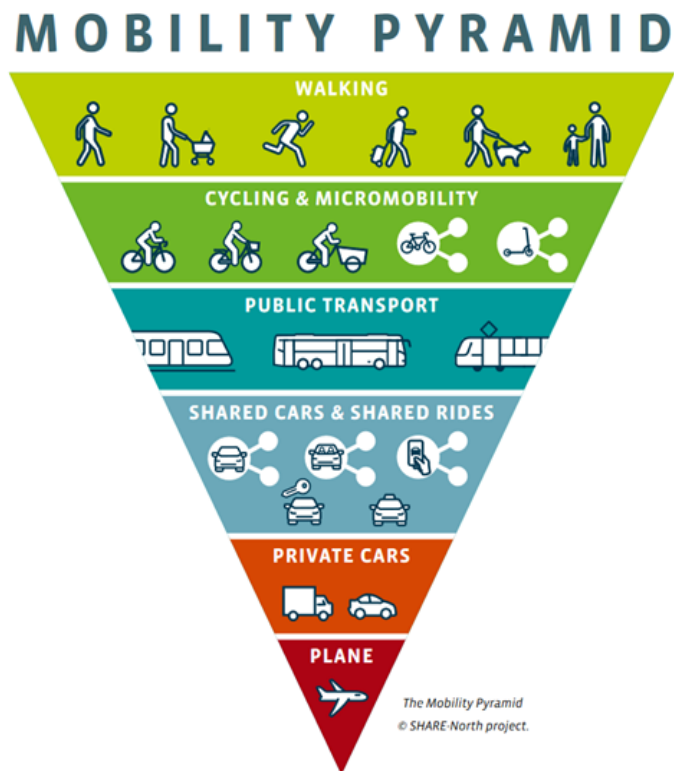 MOBILITY PYRAMID
WALKING
CYCLING & MICROMOBILITY
PUBLIC TRANSPORT
SHARED CARS & SHARED RIDES
PRIVATE CARS
PLANE
The Mobility Pyramid
© SHARE-North project.